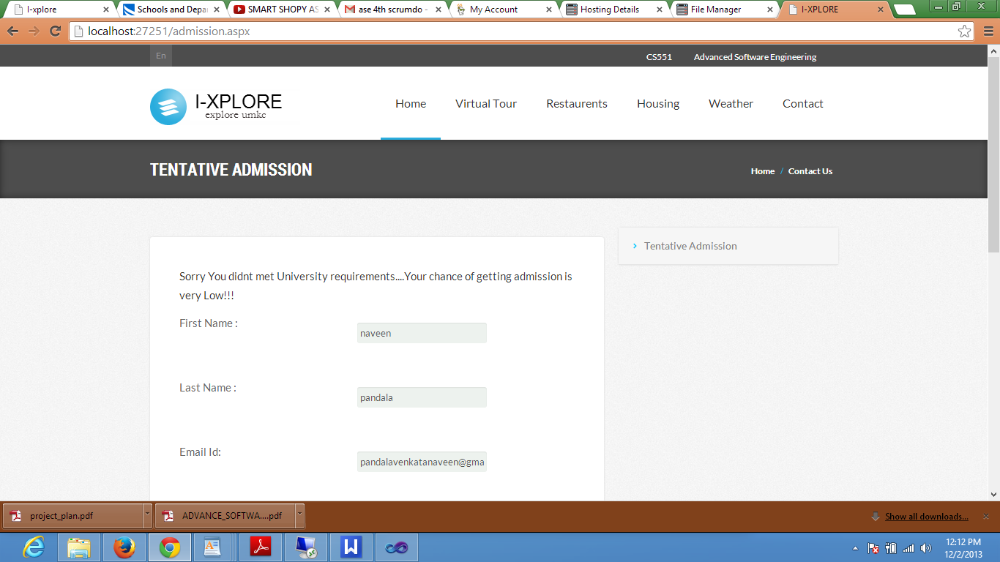 I-xplore
Schools and Depa
SMART SHOPY AS
ase 4th scrumdo -
My Account
Hosting Details
File Manager
I-XPLORE
localhost:27251/admission.aspx
En
CS551
Advanced Software Engineering
I-XPLORE
explore umkc
Home
Virtual Tour
Restaurents
Housing
Weather
Contact
TENTATIVE ADMISSION
Home / Contact Us
Tentative Admission
Sorry You didnt met University requirements....Your chance of getting admission is
very Low!!!
First Name :
naveen
Last Name :
pandala
Email Id:
pandalavenkatanaveen@gma
project_plan.pdf
ADVANCE_SOFTWA....pdf
Show all downloads...
12:12 PM
12/2/2013